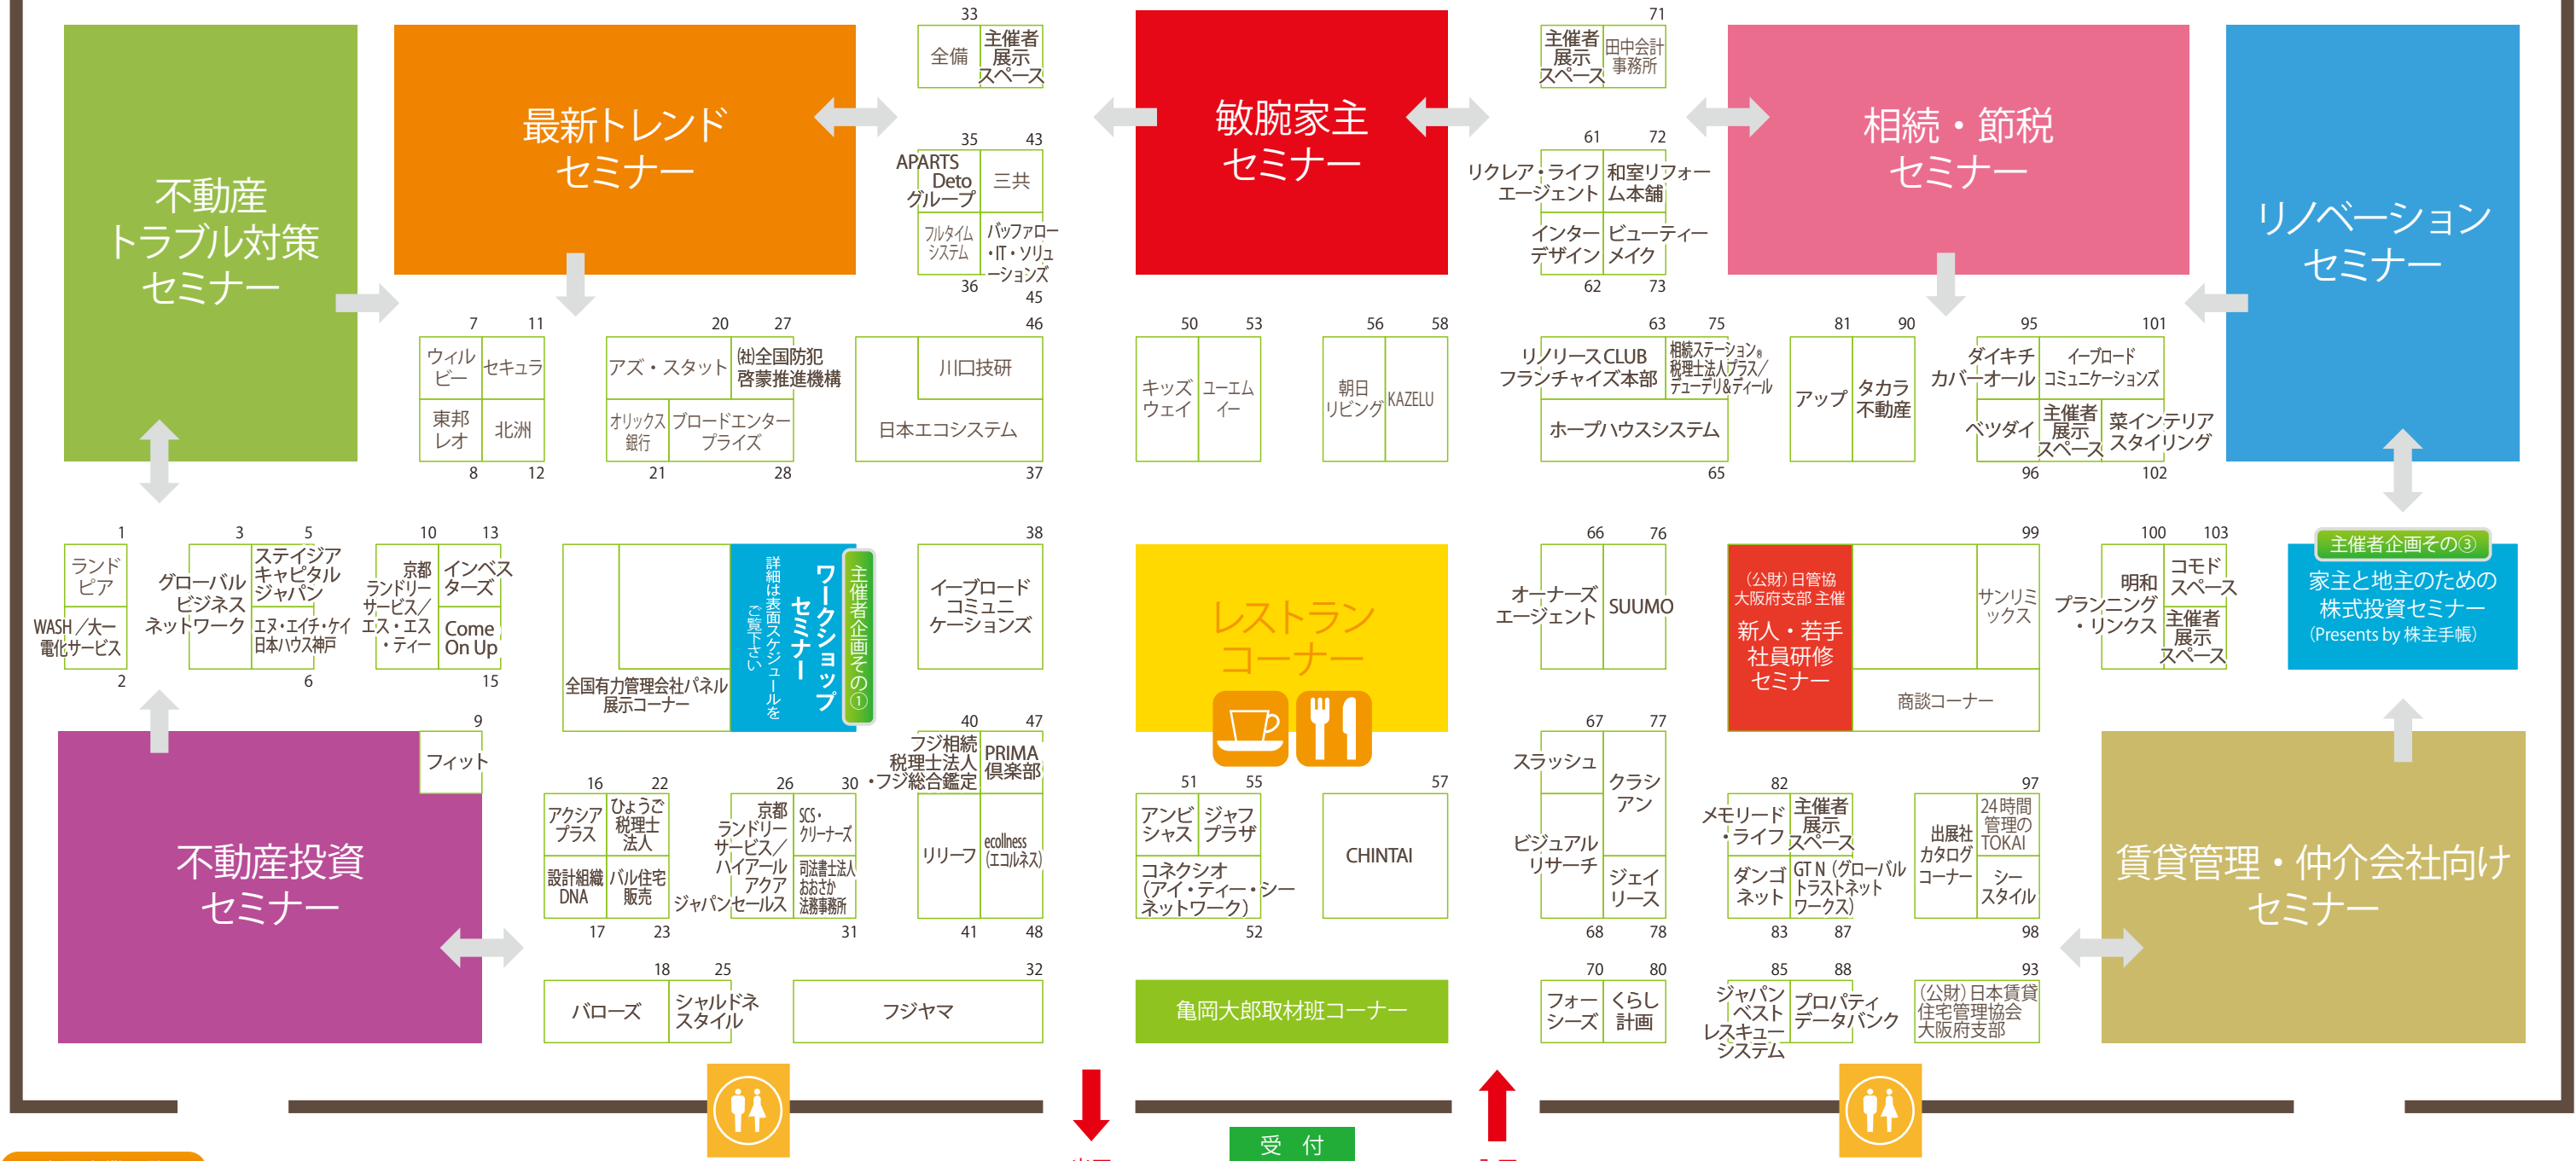 不動産
トラブル対策
セミナー
最新トレンド
セミナー
33
全備
主催者
展示
スペース
敏腕家主
セミナー
71
主催者
展示
スペース
田中会計
事務所
相続・節税
セミナー
リノベーション
セミナー
35
43
APARTS
Deto
グループ
三共
フルタイム
システム
バッファロー
・IT・ソリュ
ーションズ
36
45
61
72
リクレア・ライフ
エージェント
和室リフォー
ム本舗
インター
デザイン
ビューティー
メイク
62
73
7
11
ウィル
ビー
セキュラ
東邦
レオ
北洲
8
12
20
27
アズ・スタット
㈳全国防犯
啓蒙推進機構
オリックス
銀行
ブロードエンター
プライズ
21
28
46
川口技研
日本エコシステム
37
50
53
キッズ
ウェイ
ユーエム
イー
56
58
朝日
リビング
KAZELU
63
75
リノリースCLUB
フランチャイズ本部
相続ステーション®
税理士法人プラス/
デューデリ&ディール
ホープハウスシステム
65
81
90
アップ
タカラ
不動産
95
101
ダイキチ
カバーオール
イーブロード
コミュニケーションズ
ベツダイ
主催者
展示
スペース
菜インテリア
スタイリング
96
102
1
ランド
ピア
WASH／大一
電化サービス
2
3
5
グローバル
ビジネス
ネットワーク
ステイジア
キャピタル
ジャパン
エヌ・エイチ・ケイ
日本ハウス神戸
6
10
13
京都
ランドリー
サービス／
エス・エス
・ティー
インベス
ターズ
Come
On Up
15
全国有力管理会社パネル
展示コーナー
主催者企画その①
ワークショップ
セミナー
詳細は表面スケジュールを
ご覧下さい
38
イーブロード
コミュニ
ケーションズ
レストラン
コーナー
66
76
オーナーズ
エージェント
SUUMO
（公財）日管協
大阪府支部 主催
新人・若手
社員研修
セミナー
99
サンリミ
ックス
商談コーナー
100
103
明和
プランニング
・リンクス
コモド
スペース
主催者
展示
スペース
主催者企画その③
家主と地主のための
株式投資セミナー
（Presents by 株主手帳）
不動産投資
セミナー
9
フィット
16
22
アクシア
プラス
ひょうご
税理士
法人
設計組織
DNA
バル住宅
販売
17
23
26
30
京都
ランドリー
サービス／
ハイアール
アクア
ジャパンセールス
SCS・
クリーナーズ
司法書士法人
おおさか
法務事務所
31
40
47
フジ相続
税理士法人
・フジ総合鑑定
PRIMA
倶楽部
リリーフ
ecollness
（エコルネス）
41
48
51
55
アンビ
シャス
ジャフ
プラザ
コネクシオ
（アイ・ティー・シー
ネットワーク）
52
57
CHINTAI
67
77
スラッシュ
クラシ
アン
ビジュアル
リサーチ
ジェイ
リース
68
78
82
メモリード
・ライフ
主催者
展示
スペース
ダンゴ
ネット
GTN（グローバル
トラストネット
ワークス）
83
87
97
出展社
カタログ
コーナー
24時間
管理の
TOKAI
シー
スタイル
98
賃貸管理・仲介会社向け
セミナー
18
25
バローズ
シャルドネ
スタイル
32
フジヤマ
亀岡大郎取材班コーナー
70
80
フォー
シーズ
くらし
計画
85
88
ジャパン
ベスト
レスキュー
システム
プロパティ
データバンク
93
（公財）日本賃貸
住宅管理協会
大阪府支部
受 付